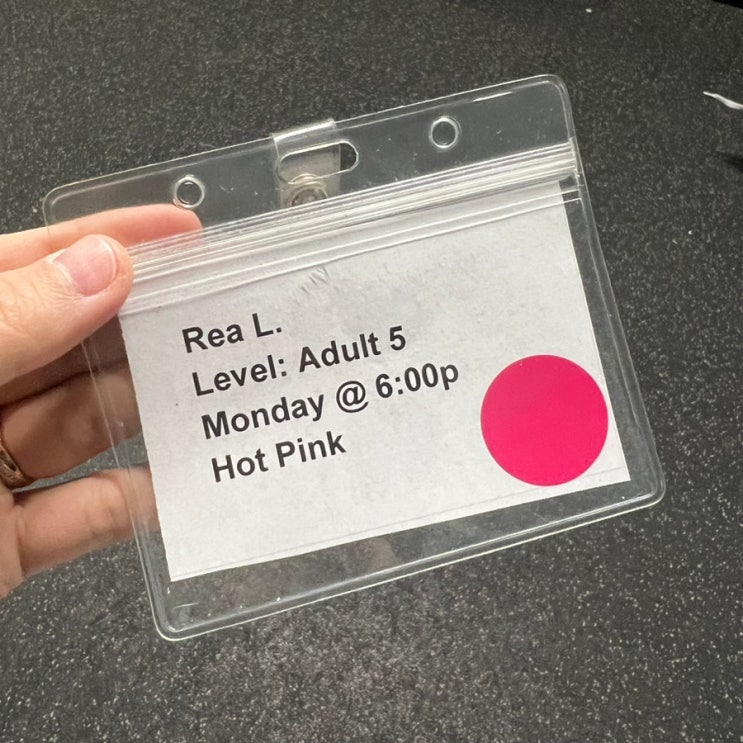 Rea L.
Level: Adult 5
Monday @ 6:00p
Hot Pink